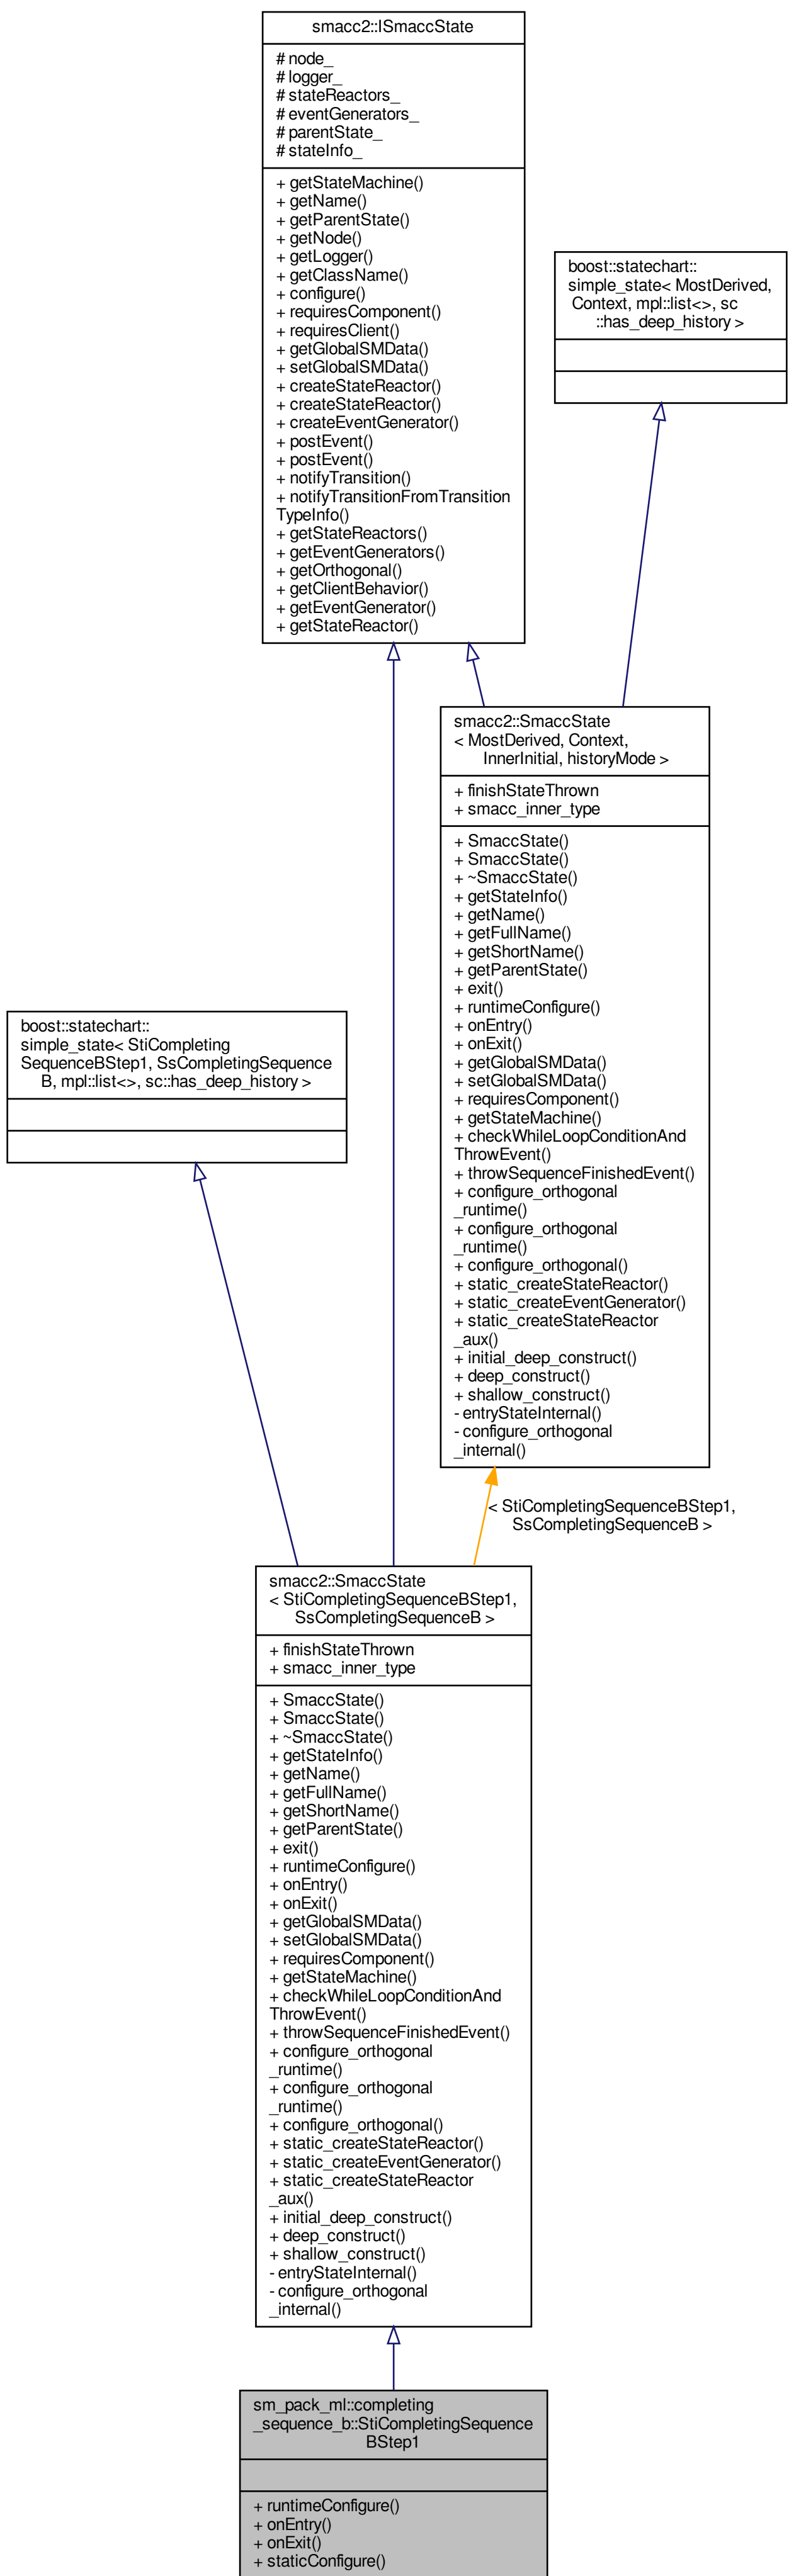 smacc2::ISmaccState
# node_
# logger_
# stateReactors_
# eventGenerators_
# parentState_
# stateInfo_
+ getStateMachine()
+ getName()
+ getParentState()
+ getNode()
+ getLogger()
+ getClassName()
+ configure()
+ requiresComponent()
+ requiresClient()
+ getGlobalSMData()
+ setGlobalSMData()
+ createStateReactor()
+ createStateReactor()
+ createEventGenerator()
+ postEvent()
+ postEvent()
+ notifyTransition()
+ notifyTransitionFromTransition
TypeInfo()
+ getStateReactors()
+ getEventGenerators()
+ getOrthogonal()
+ getClientBehavior()
+ getEventGenerator()
+ getStateReactor()
boost::statechart::
simple_state< MostDerived,
Context, mpl::list<>, sc
::has_deep_history >
smacc2::SmaccState
< MostDerived, Context,
InnerInitial, historyMode >
+ finishStateThrown
+ smacc_inner_type
+ SmaccState()
+ SmaccState()
+ ~SmaccState()
+ getStateInfo()
+ getName()
+ getFullName()
+ getShortName()
+ getParentState()
+ exit()
+ runtimeConfigure()
+ onEntry()
+ onExit()
+ getGlobalSMData()
+ setGlobalSMData()
+ requiresComponent()
+ getStateMachine()
+ checkWhileLoopConditionAnd
ThrowEvent()
+ throwSequenceFinishedEvent()
+ configure_orthogonal
_runtime()
+ configure_orthogonal
_runtime()
+ configure_orthogonal()
+ static_createStateReactor()
+ static_createEventGenerator()
+ static_createStateReactor
_aux()
+ initial_deep_construct()
+ deep_construct()
+ shallow_construct()
- entryStateInternal()
- configure_orthogonal
_internal()
boost::statechart::
simple_state< StiCompleting
SequenceBStep1, SsCompletingSequence
B, mpl::list<>, sc::has_deep_history >
< StiCompletingSequenceBStep1,
SsCompletingSequenceB >
smacc2::SmaccState
< StiCompletingSequenceBStep1,
SsCompletingSequenceB >
+ finishStateThrown
+ smacc_inner_type
+ SmaccState()
+ SmaccState()
+ ~SmaccState()
+ getStateInfo()
+ getName()
+ getFullName()
+ getShortName()
+ getParentState()
+ exit()
+ runtimeConfigure()
+ onEntry()
+ onExit()
+ getGlobalSMData()
+ setGlobalSMData()
+ requiresComponent()
+ getStateMachine()
+ checkWhileLoopConditionAnd
ThrowEvent()
+ throwSequenceFinishedEvent()
+ configure_orthogonal
_runtime()
+ configure_orthogonal
_runtime()
+ configure_orthogonal()
+ static_createStateReactor()
+ static_createEventGenerator()
+ static_createStateReactor
_aux()
+ initial_deep_construct()
+ deep_construct()
+ shallow_construct()
- entryStateInternal()
- configure_orthogonal
_internal()
sm_pack_ml::completing
_sequence_b::StiCompletingSequence
BStep1
+ runtimeConfigure()
+ onEntry()
+ onExit()
+ staticConfigure()